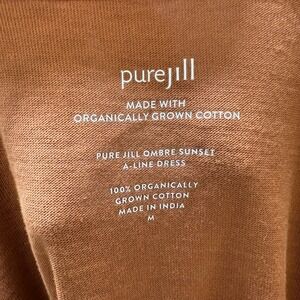 purejill
MADE WITH
ORGANICALLY GROWN COTTON
PURE JILL OMBRE SUNSET
A-LINE DRESS
100% ORGANICALLY
GROWN COTTON
MADE IN INDIA
M